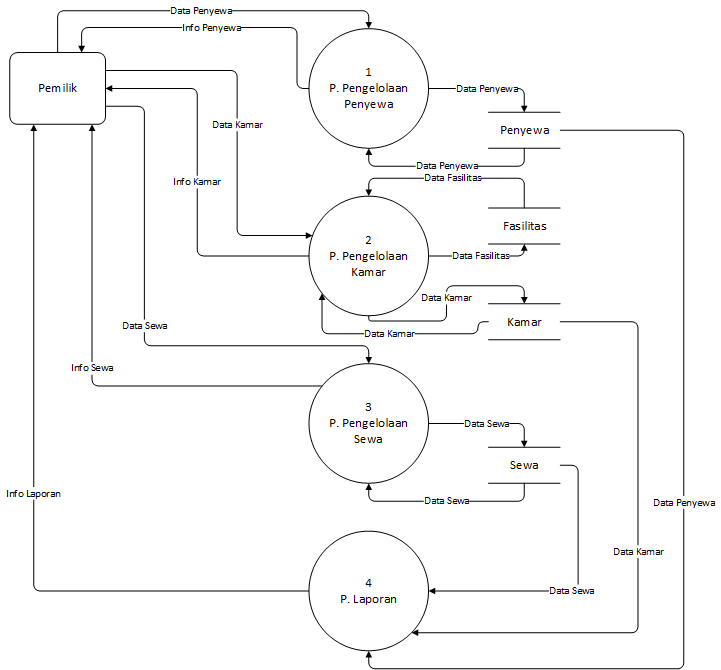 Data Penyewa
Info Penyewa
Pemilik
1
P. Pengelolaan
Penyewa
Data Penyewa
Data Kamar
Penyewa
Data Penyewa
Info Kamar
Data Fasilitas
2
P. Pengelolaan
Kamar
Fasilitas
Data Fasilitas
Data Kamar
Kamar
Data Sewa
Data Kamar
Info Sewa
3
P. Pengelolaan
Sewa
Data Sewa
Sewa
Info Laporan
Data Sewa
Data Penyewa
Data Kamar
4
P. Laporan
Data Sewa